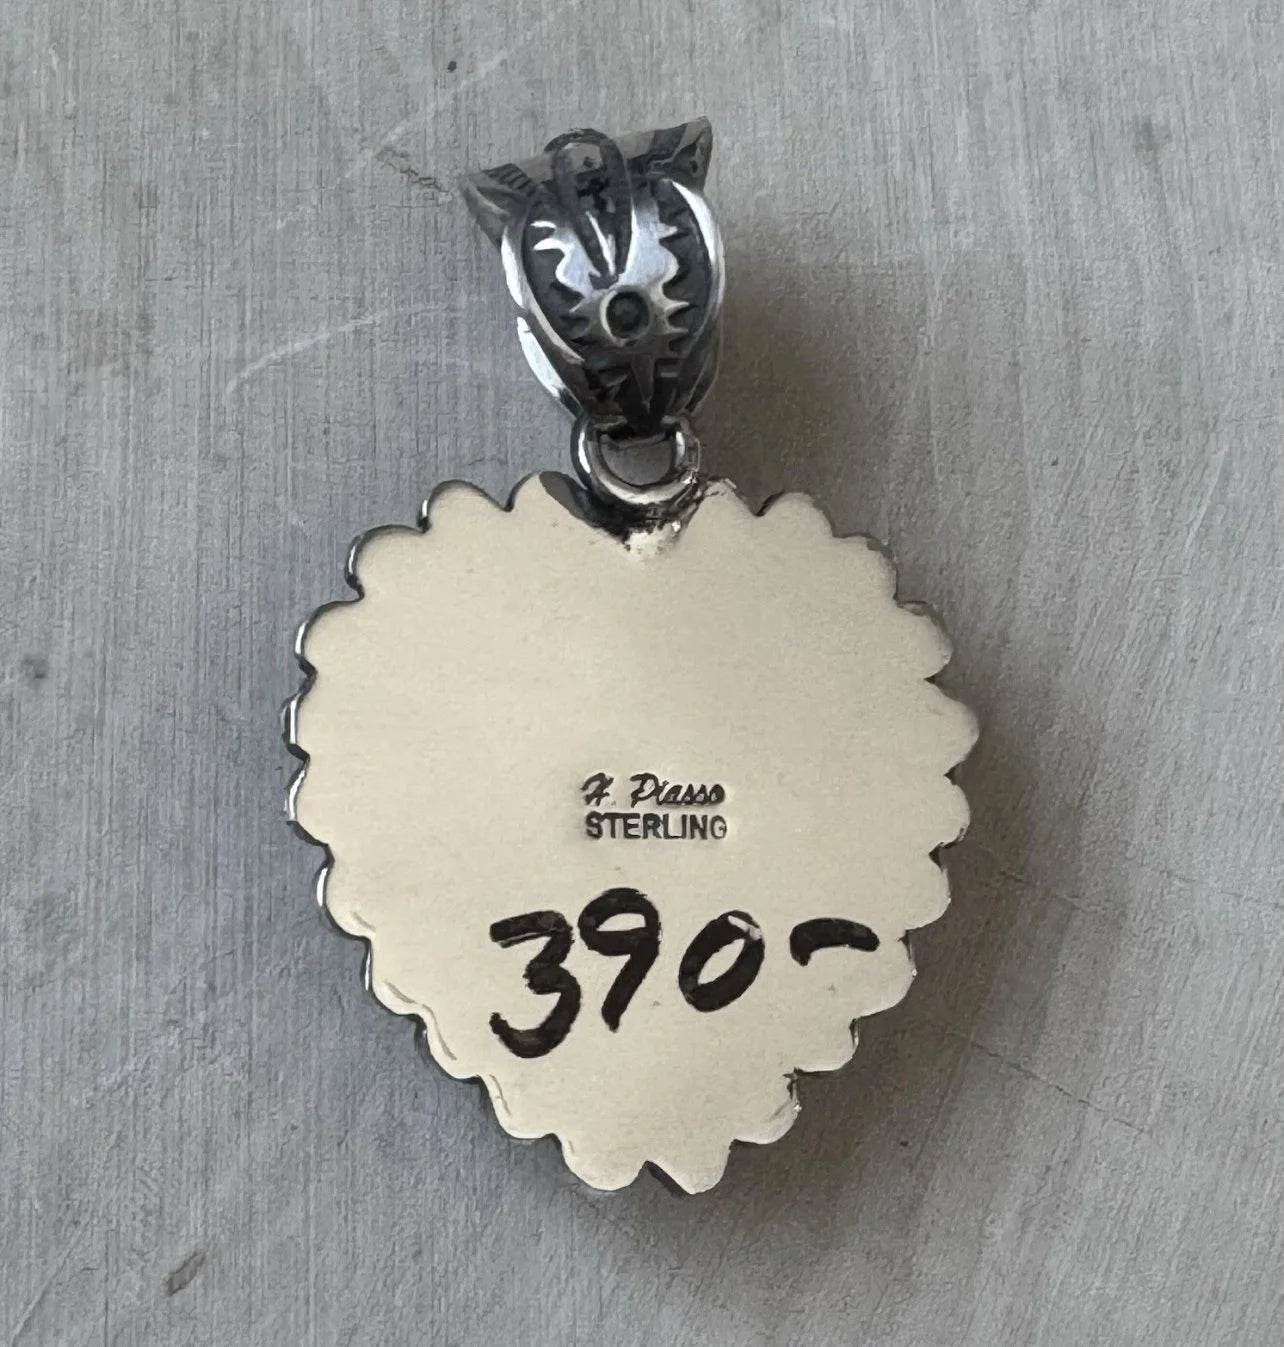 H. Piasso
STERLING
390-